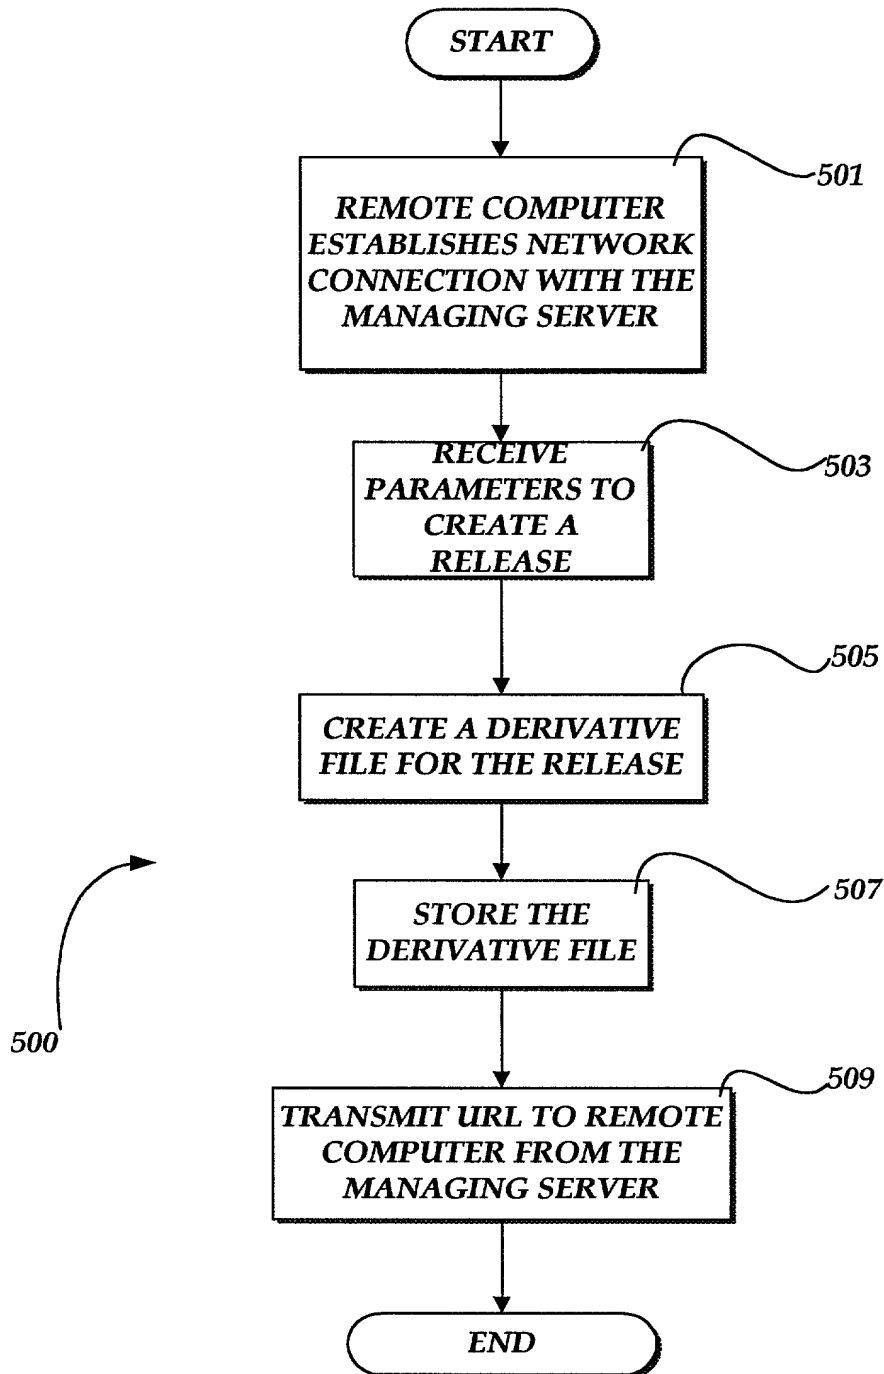 START
501
REMOTE COMPUTER
ESTABLISHES NETWORK
CONNECTION WITH THE
MANAGING SERVER
503
RECEIVE
PARAMETERS TO
CREATE A
RELEASE
505
CREATE A DERIVATIVE
FILE FOR THE RELEASE
507
STORE THE
DERIVATIVE FILE
500
509
TRANSMIT URL TO REMOTE
COMPUTER FROM THE
MANAGING SERVER
END